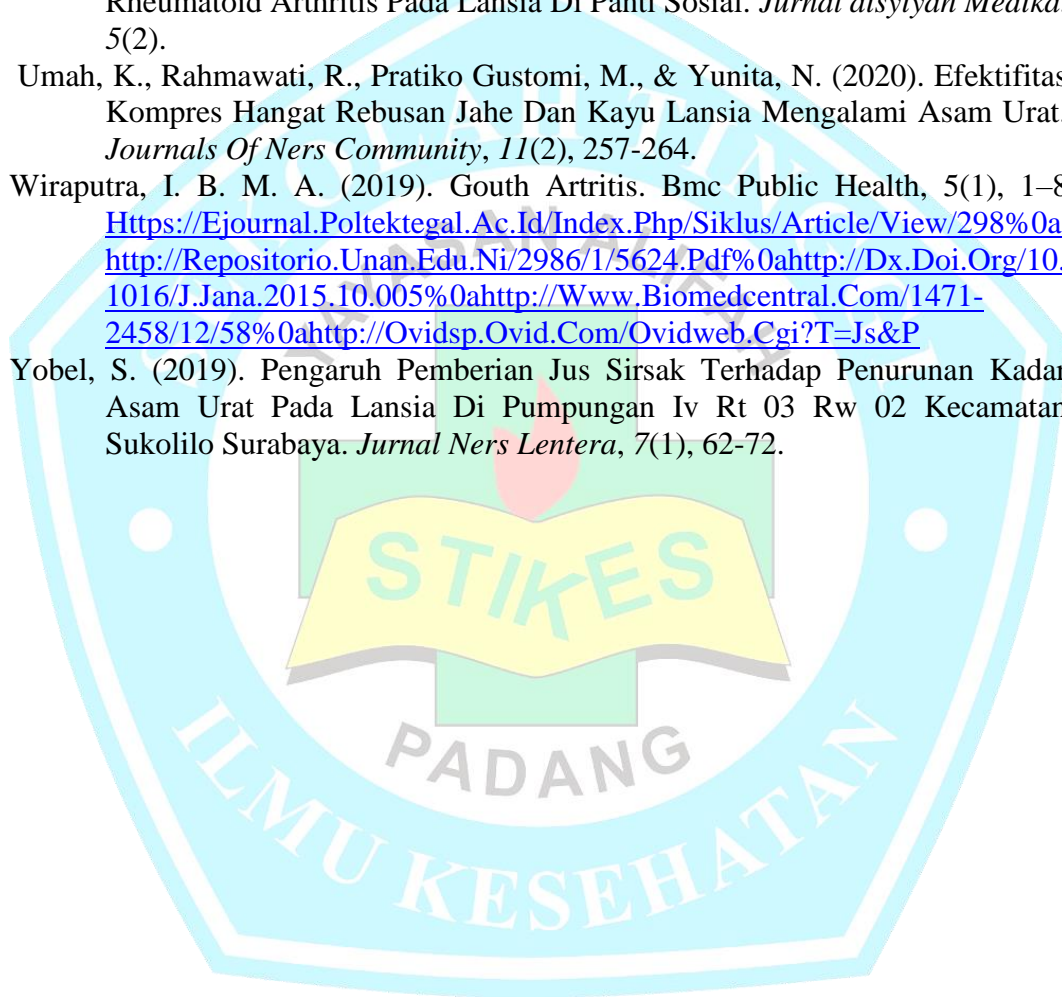 Rheumatoid Arthritis Pada Lansia Di Panti Sosial. Jurnal aisyiyah Medika,
5(2).
Umah, K., Rahmawati, R., Pratiko Gustomi, M., & Yunita, N. (2020). Efektifitas
Kompres Hangat Rebusan Jahe Dan Kayu Lansia Mengalami Asam Urat.
Journals Of Ners Community, 11(2), 257-264.
Wiraputra, I. B. M. A. (2019). Gouth Artritis. Bmc Public Health, 5(1), 1–8
Https://Ejournal.Poltektegal.Ac.Id/Index.Php/Siklus/Article/View/298%0a
http://Repositorio.Unan.Edu.Ni/2986/1/5624.Pdf%0ahttp://Dx.Doi.Org/10.
1016/J.Jana.2015.10.005%0ahttp://Www.Biomedcentral.Com/1471-
2458/12/58%0ahttp://Ovidsp.Ovid.Com/Ovidweb.Cgi?T=Js&P
Yobel, S. (2019). Pengaruh Pemberian Jus Sirsak Terhadap Penurunan Kadar
Asam Urat Pada Lansia Di Pumpungan Iv Rt 03 Rw 02 Kecamatan
Sukolilo Surabaya. Jurnal Ners Lentera, 7(1), 62-72.
SEKOLAH TINGGI
YAYASAN ALIFAH
STIKES
PADANG
ILMU KESEHATAN